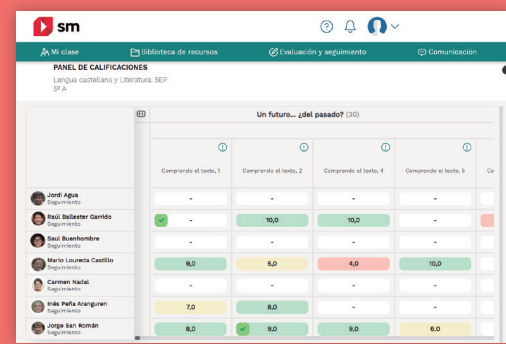 sm
Mi clase Biblioteca de recursos Evaluación y seguimiento Comunicación
PANEL DE CALIFICACIONES
Lengua castellana y Literatura. SEP
5º A
Un futuro... ¿del pasado? (30)
Comprendo el texto, 1 Comprendo el texto, 2 Comprendo el texto, 4 Comprendo el texto, 5 Co
Jordi Agua
Seguimiento
- - - - -
Raúl Ballester Garrido
Seguimiento
- 10,0 10,0 -
Saul Buenhombre
Seguimiento
- - - -
Mario Loureda Castillo
Seguimiento
9,0 5,0 4,0 10,0
Carmen Nadal
Seguimiento
- - - -
Inés Peña Aranguren
Seguimiento
7,0 8,0 - -
Jorge San Román
Seguimiento
8,0 9,0 9,0 6,0